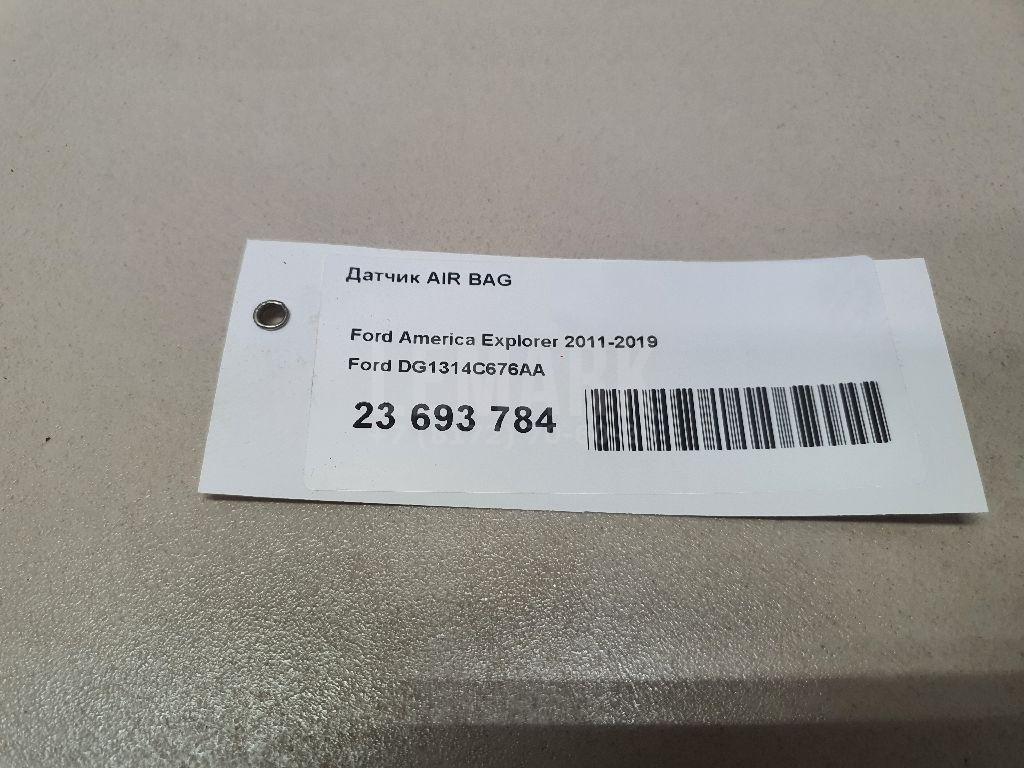 Датчик AIR BAG
Ford America Explorer 2011-2019
Ford DG1314C676AA
23 693 784